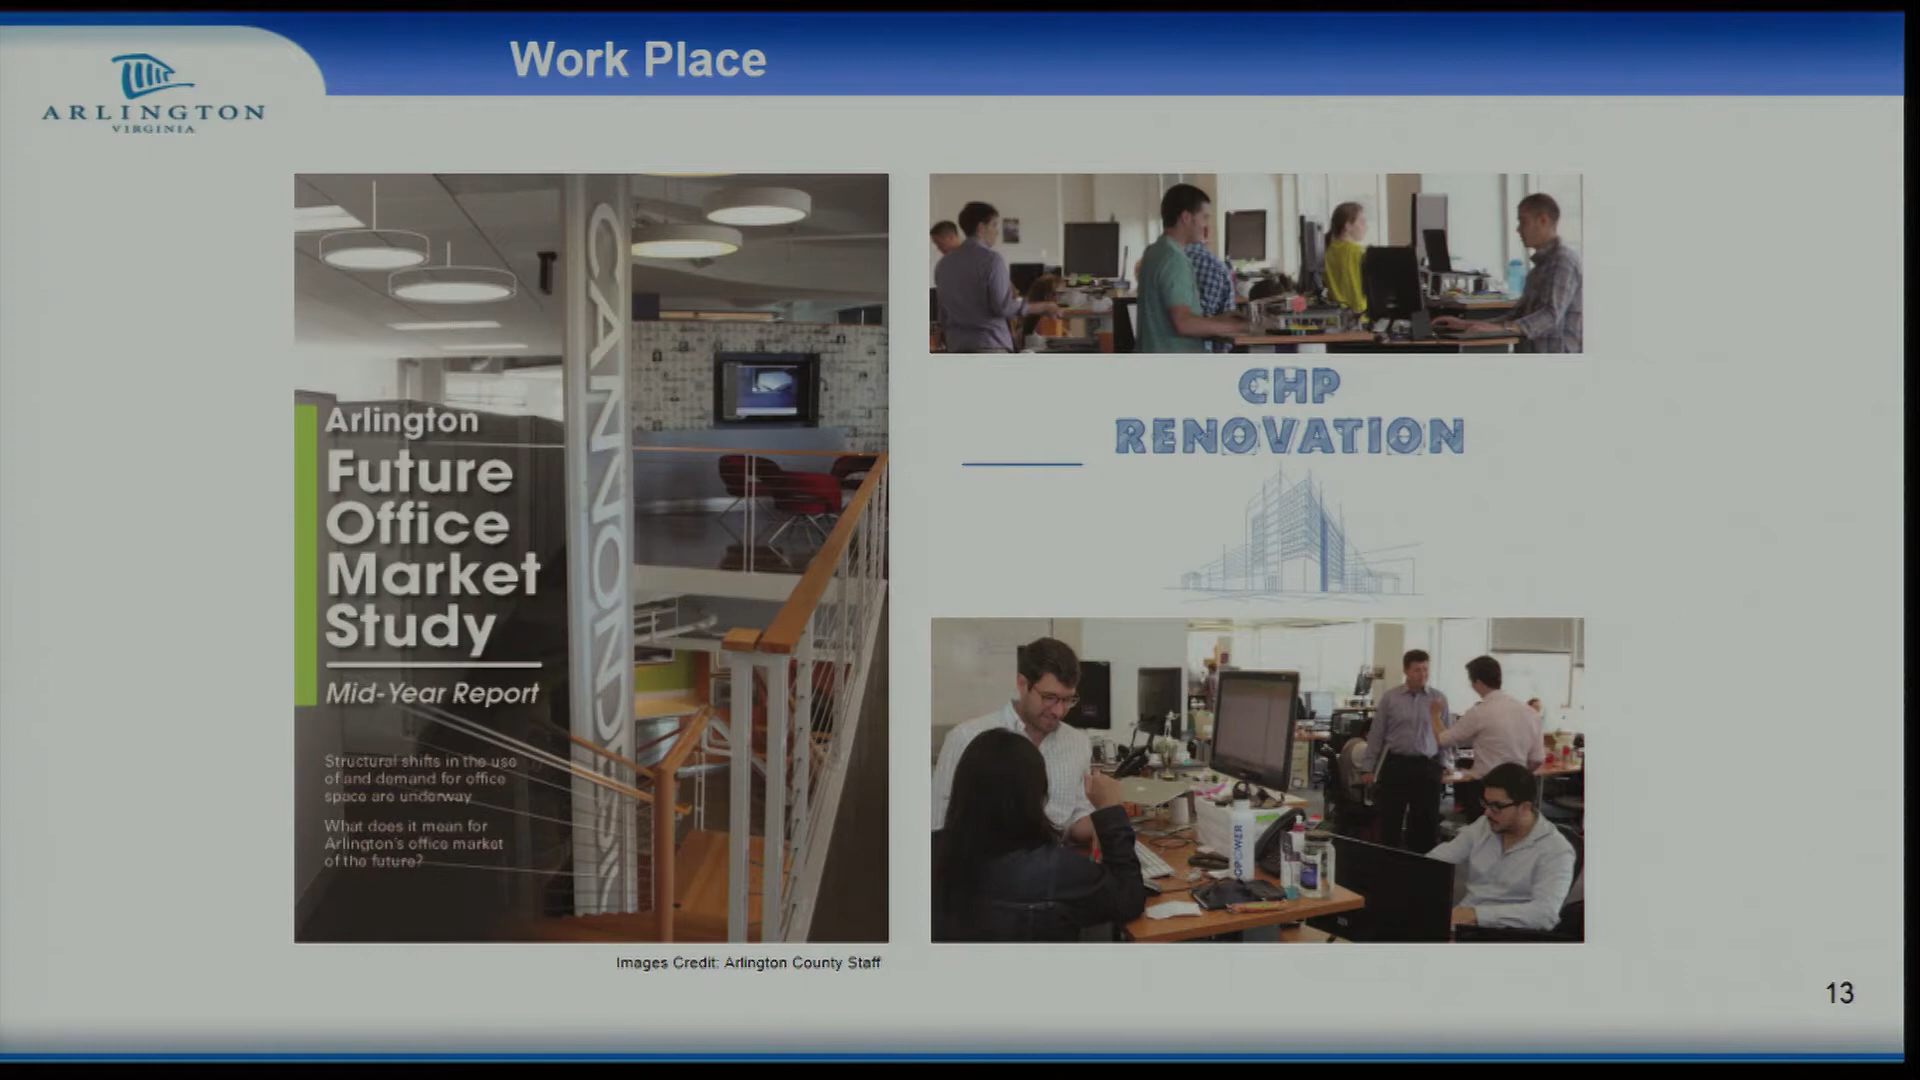 Work Place
ARLINGTON
VIRGINIA
CANNONDESIGN
Arlington
Future
Office
Market
Study
Mid-Year Report
Structural shifts in the use
of and demand for office
space are underway
What does it mean for
Arlington's office market
of the future?
CHP
RENOVATION
OPOWER
Images Credit: Arlington County Staff
13